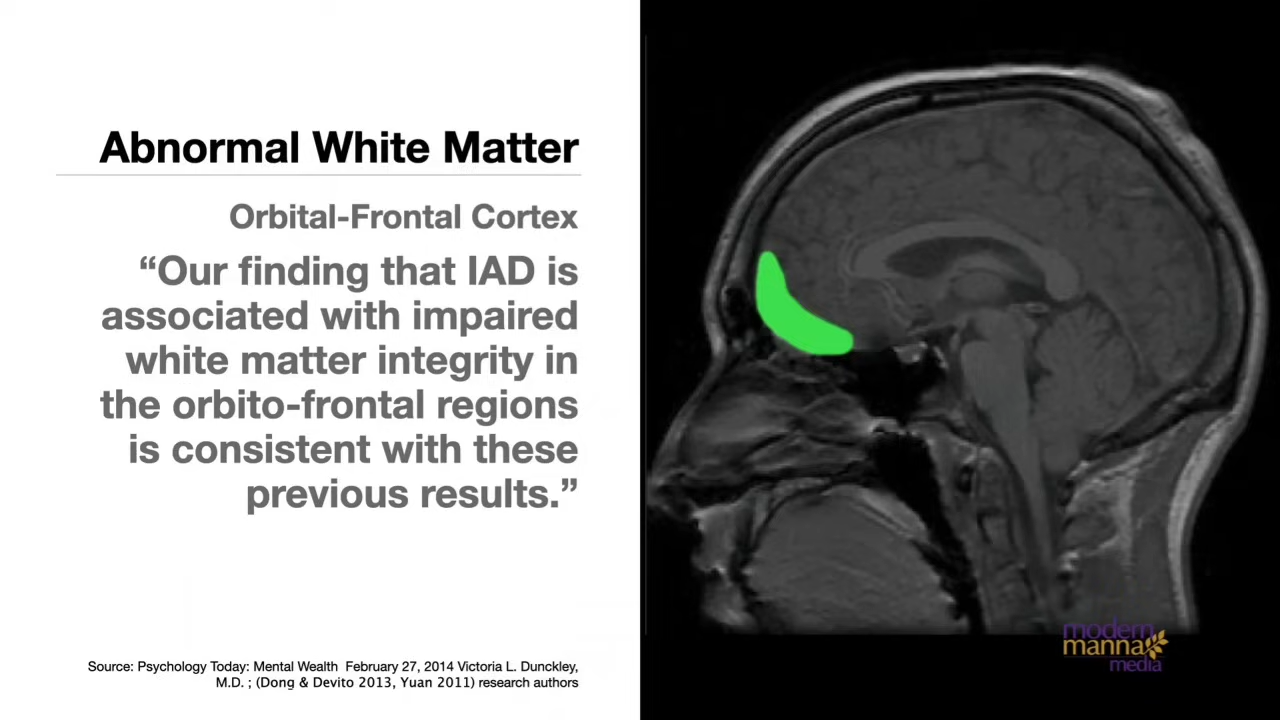 Abnormal White Matter
Orbital-Frontal Cortex
“Our finding that IAD is
associated with impaired
white matter integrity in
the orbito-frontal regions
is consistent with these
previous results.”
Source: Psychology Today: Mental Wealth  February 27, 2014 Victoria L. Dunckley,
M.D. ; (Dong & Devito 2013, Yuan 2011) research authors
modern
manna
media